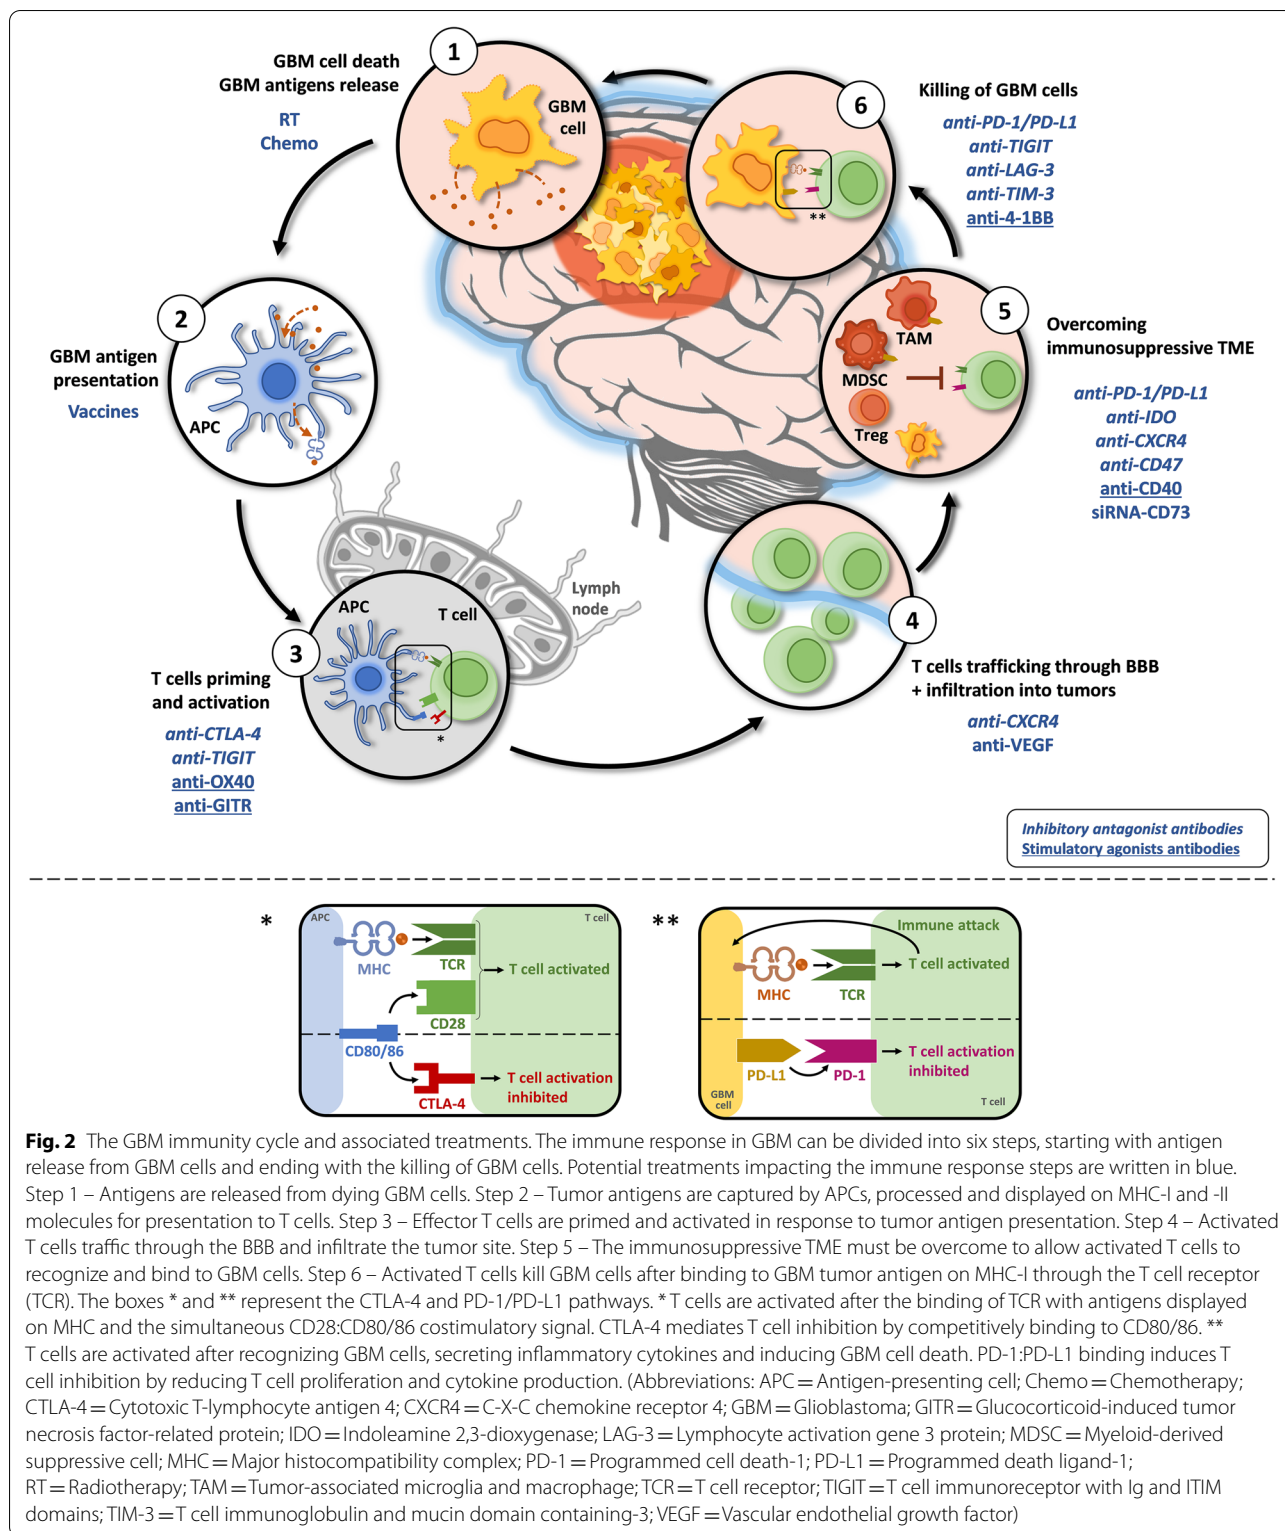 1
GBM cell death
GBM antigens release
RT
Chemo
GBM
cell
2
GBM antigen
presentation
Vaccines
APC
3
APC
T cell
Lymph
node
*
T cells priming
and activation
anti-CTLA-4
anti-TIGIT
anti-OX40
anti-GITR
4
T cells trafficking through BBB
+ infiltration into tumors
anti-CXCR4
anti-VEGF
5
TAM
MDSC
Treg
Overcoming
immunosuppressive TME
anti-PD-1/PD-L1
anti-IDO
anti-CXCR4
anti-CD47
anti-CD40
siRNA-CD73
6
**
Killing of GBM cells
anti-PD-1/PD-L1
anti-TIGIT
anti-LAG-3
anti-TIM-3
anti-4-1BB
Inhibitory antagonist antibodies
Stimulatory agonists antibodies
*
APC
T cell
MHC
TCR
T cell activated
CD28
CD80/86
CTLA-4
T cell activation
inhibited
**
Immune attack
MHC
TCR
T cell activated
PD-L1
PD-1
T cell activation
inhibited
GBM
cell
T cell
Fig. 2 The GBM immunity cycle and associated treatments. The immune response in GBM can be divided into six steps, starting with antigen
release from GBM cells and ending with the killing of GBM cells. Potential treatments impacting the immune response steps are written in blue.
Step 1 – Antigens are released from dying GBM cells. Step 2 – Tumor antigens are captured by APCs, processed and displayed on MHC-I and -II
molecules for presentation to T cells. Step 3 – Effector T cells are primed and activated in response to tumor antigen presentation. Step 4 – Activated
T cells traffic through the BBB and infiltrate the tumor site. Step 5 – The immunosuppressive TME must be overcome to allow activated T cells to
recognize and bind to GBM cells. Step 6 – Activated T cells kill GBM cells after binding to GBM tumor antigen on MHC-I through the T cell receptor
(TCR). The boxes * and ** represent the CTLA-4 and PD-1/PD-L1 pathways. * T cells are activated after the binding of TCR with antigens displayed
on MHC and the simultaneous CD28:CD80/86 costimulatory signal. CTLA-4 mediates T cell inhibition by competitively binding to CD80/86. **
T cells are activated after recognizing GBM cells, secreting inflammatory cytokines and inducing GBM cell death. PD-1:PD-L1 binding induces T
cell inhibition by reducing T cell proliferation and cytokine production. (Abbreviations: APC = Antigen-presenting cell; Chemo = Chemotherapy;
CTLA-4 = Cytotoxic T-lymphocyte antigen 4; CXCR4 = C-X-C chemokine receptor 4; GBM = Glioblastoma; GITR = Glucocorticoid-induced tumor
necrosis factor-related protein; IDO = Indoleamine 2,3-dioxygenase; LAG-3 = Lymphocyte activation gene 3 protein; MDSC = Myeloid-derived
suppressive cell; MHC = Major histocompatibility complex; PD-1 = Programmed cell death-1; PD-L1 = Programmed death ligand-1;
RT = Radiotherapy; TAM = Tumor-associated microglia and macrophage; TCR = T cell receptor; TIGIT = T cell immunoreceptor with Ig and ITIM
domains; TIM-3 = T cell immunoglobulin and mucin domain containing-3; VEGF = Vascular endothelial growth factor)